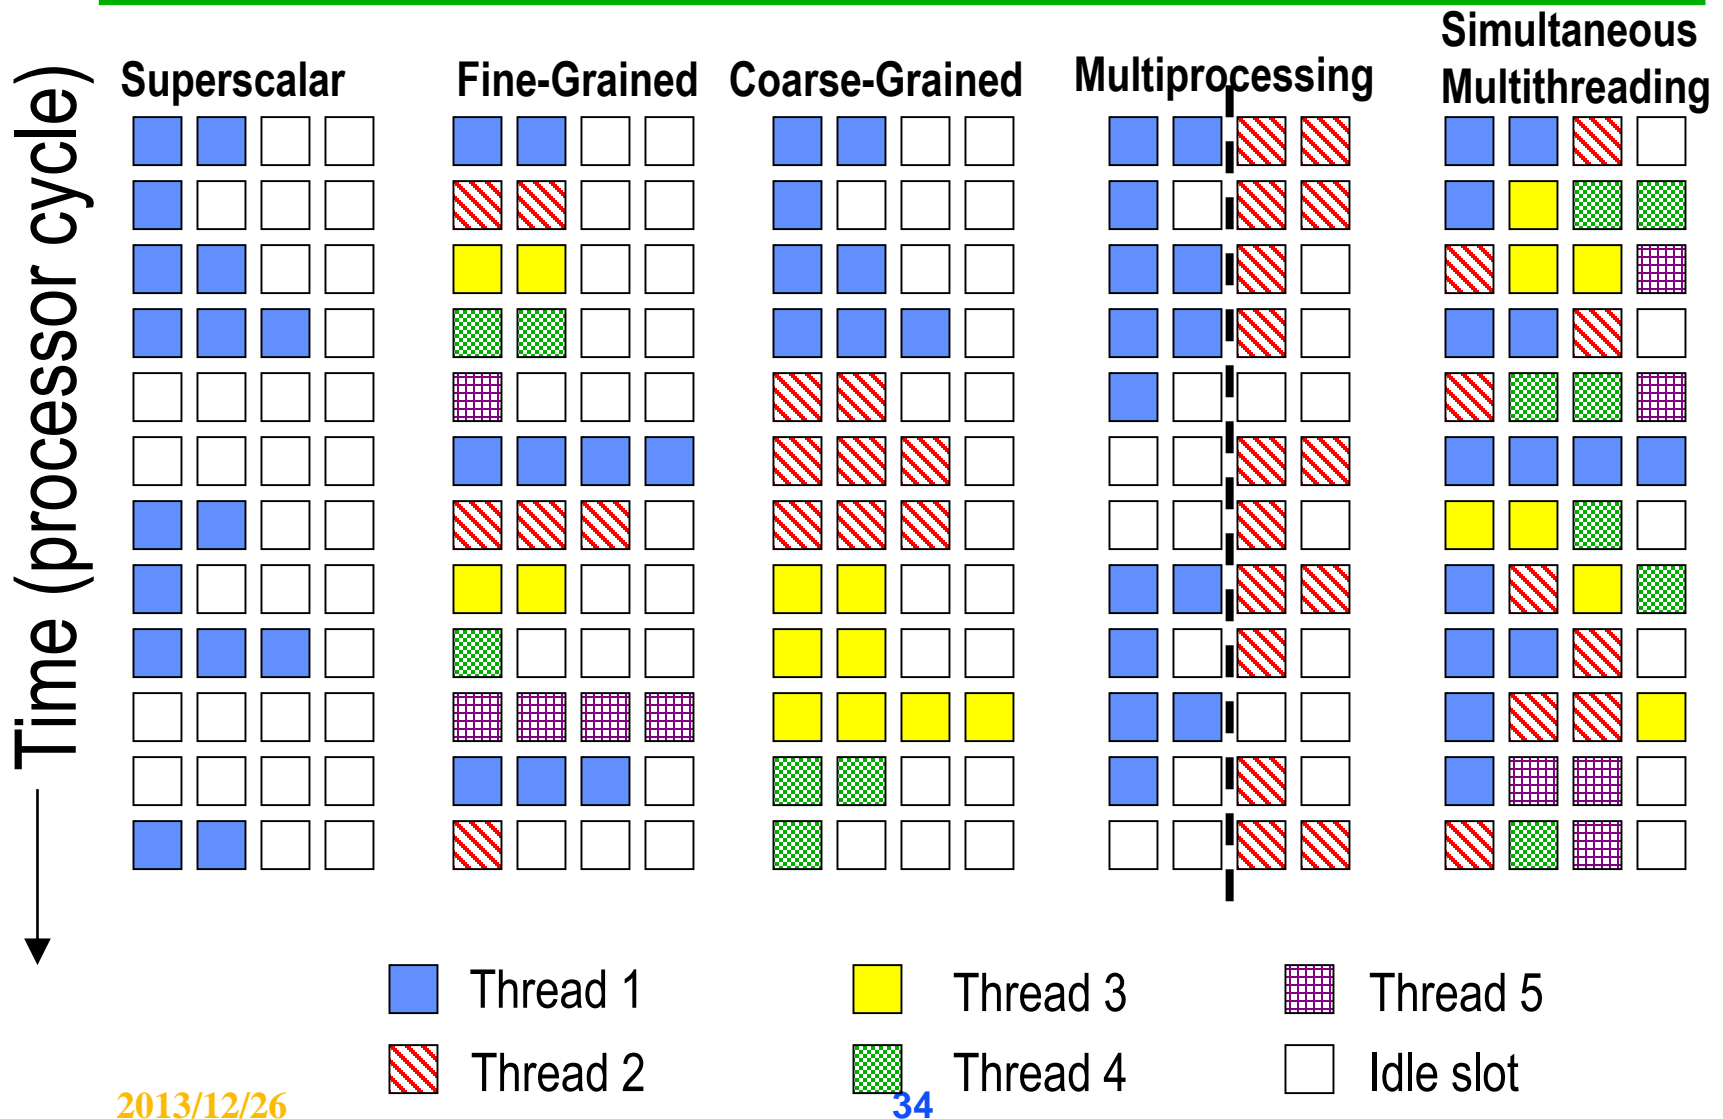 Time (processor cycle)
Superscalar
Fine-Grained
Coarse-Grained
Multiprocessing
Simultaneous
Multithreading
Thread 1
Thread 3
Thread 5
Thread 2
Thread 4
Idle slot
2013/12/26
34